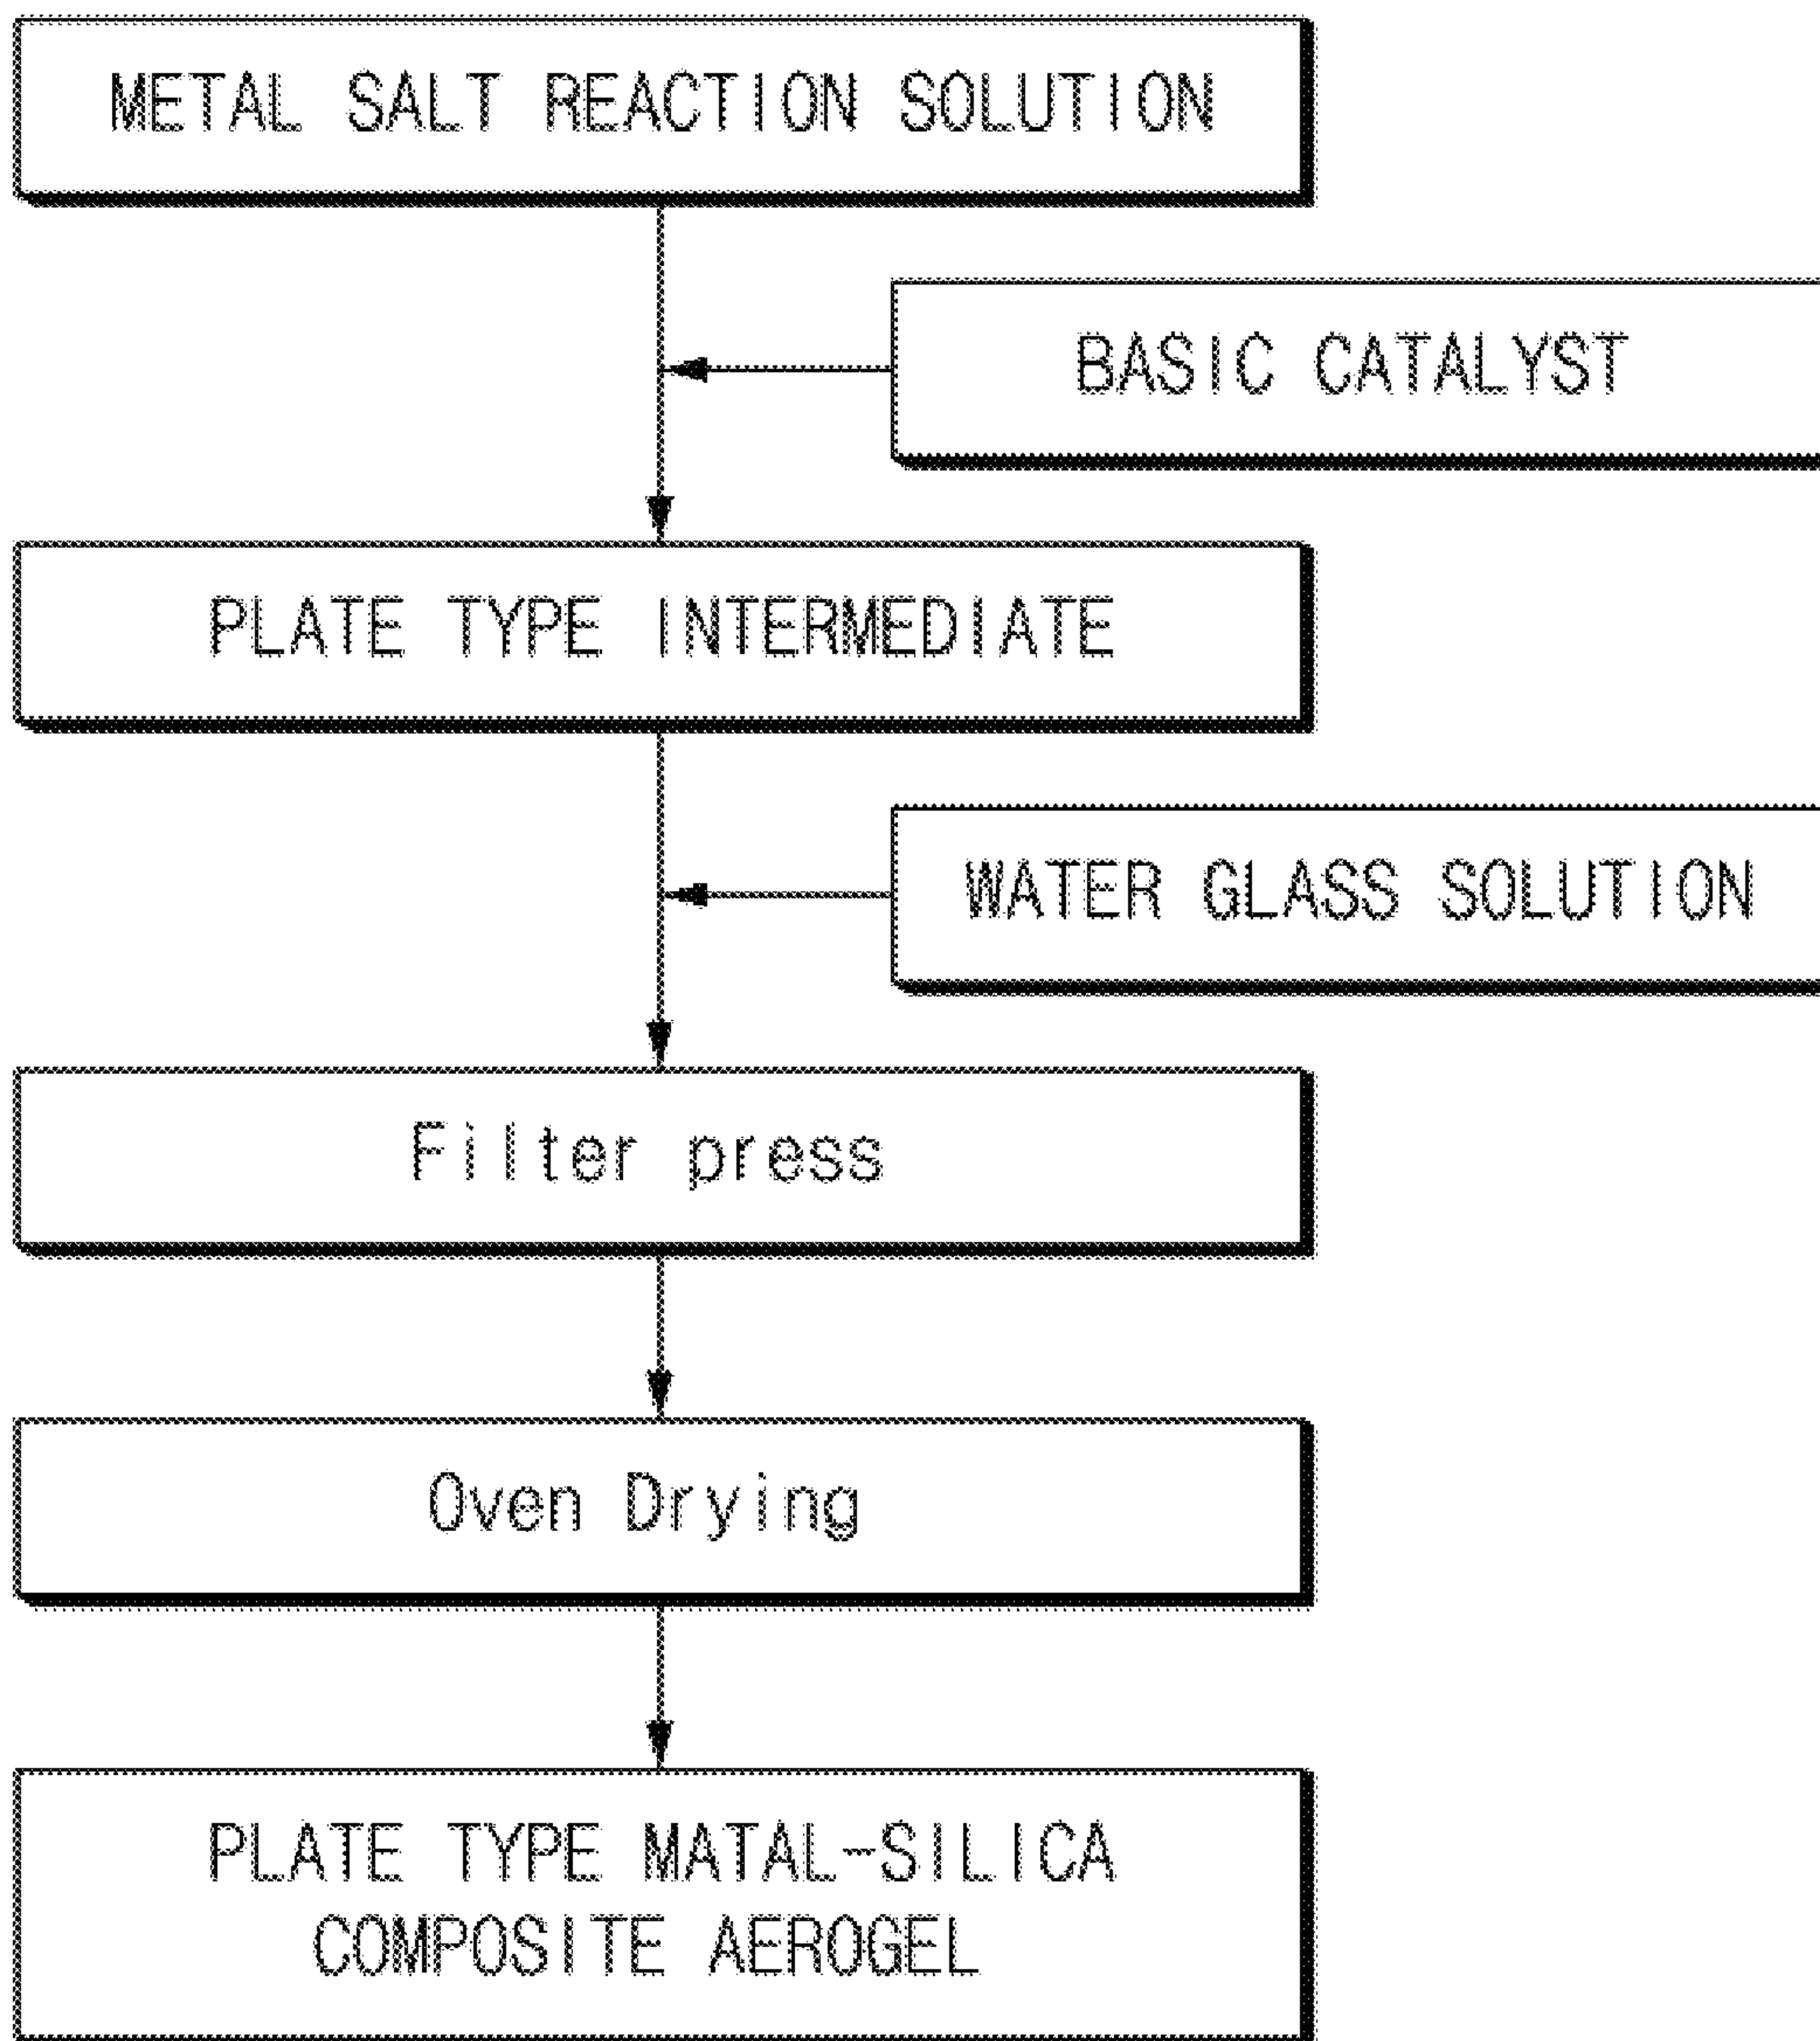 METAL SALT REACTION SOLUTION
BASIC CATALYST
PLATE TYPE INTERMEDIATE
WATER GLASS SOLUTION
Filter press
Oven Drying
PLATE TYPE MATAL-SILICA
COMPOSITE AEROGEL